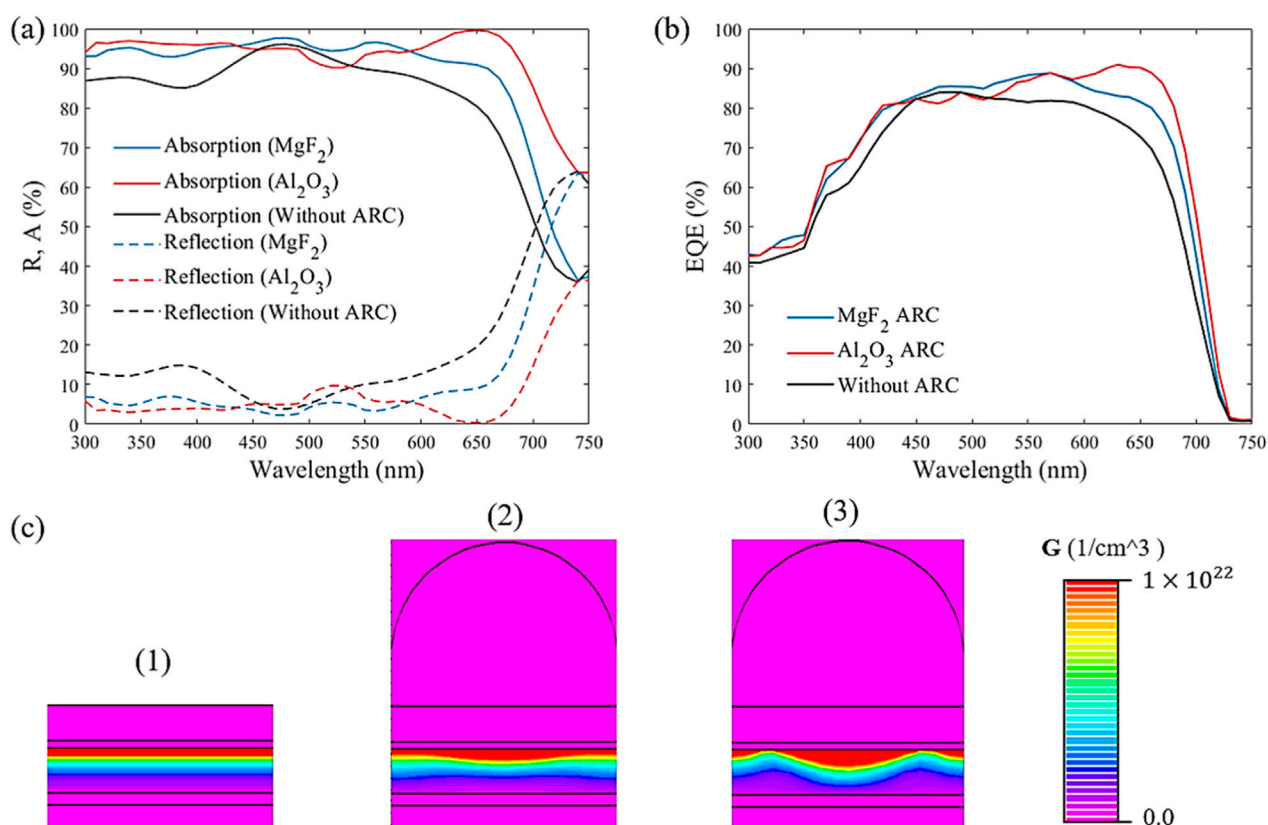 (a)
R, A (%)
100
90
80
70
60
50
40
30
20
10
0
Absorption (MgF₂)
Absorption (Al₂O₃)
Absorption (Without ARC)
Reflection (MgF₂)
Reflection (Al₂O₃)
Reflection (Without ARC)
300 350 400 450 500 550 600 650 700 750
Wavelength (nm)
(b)
EQE (%)
100
90
80
70
60
50
40
30
20
10
0
MgF₂ ARC
Al₂O₃ ARC
Without ARC
300 350 400 450 500 550 600 650 700 750
Wavelength (nm)
(c)
(1)
(2)
(3)
G (1/cm^3 )
1 × 10²²
0.0